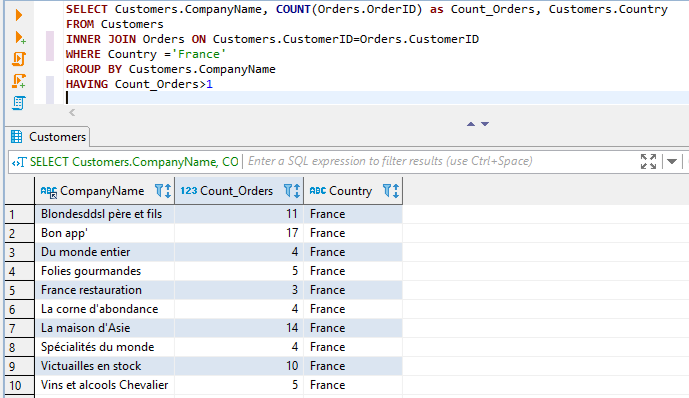 SELECT Customers.CompanyName, COUNT(Orders.OrderID) as Count_Orders, Customers.Country
FROM Customers
INNER JOIN Orders ON Customers.CustomerID=Orders.CustomerID
WHERE Country ='France'
GROUP BY Customers.CompanyName
HAVING Count_Orders>1
Customers
SELECT Customers.CompanyName, CO Enter a SQL expression to filter results (use Ctrl+Space)
ABC CompanyName 123 Count_Orders ABC Country
1 Blondesddsl père et fils 11 France
2 Bon app' 17 France
3 Du monde entier 4 France
4 Folies gourmandes 5 France
5 France restauration 3 France
6 La corne d'abondance 4 France
7 La maison d'Asie 14 France
8 Spécialités du monde 4 France
9 Victuailles en stock 10 France
10 Vins et alcools Chevalier 5 France